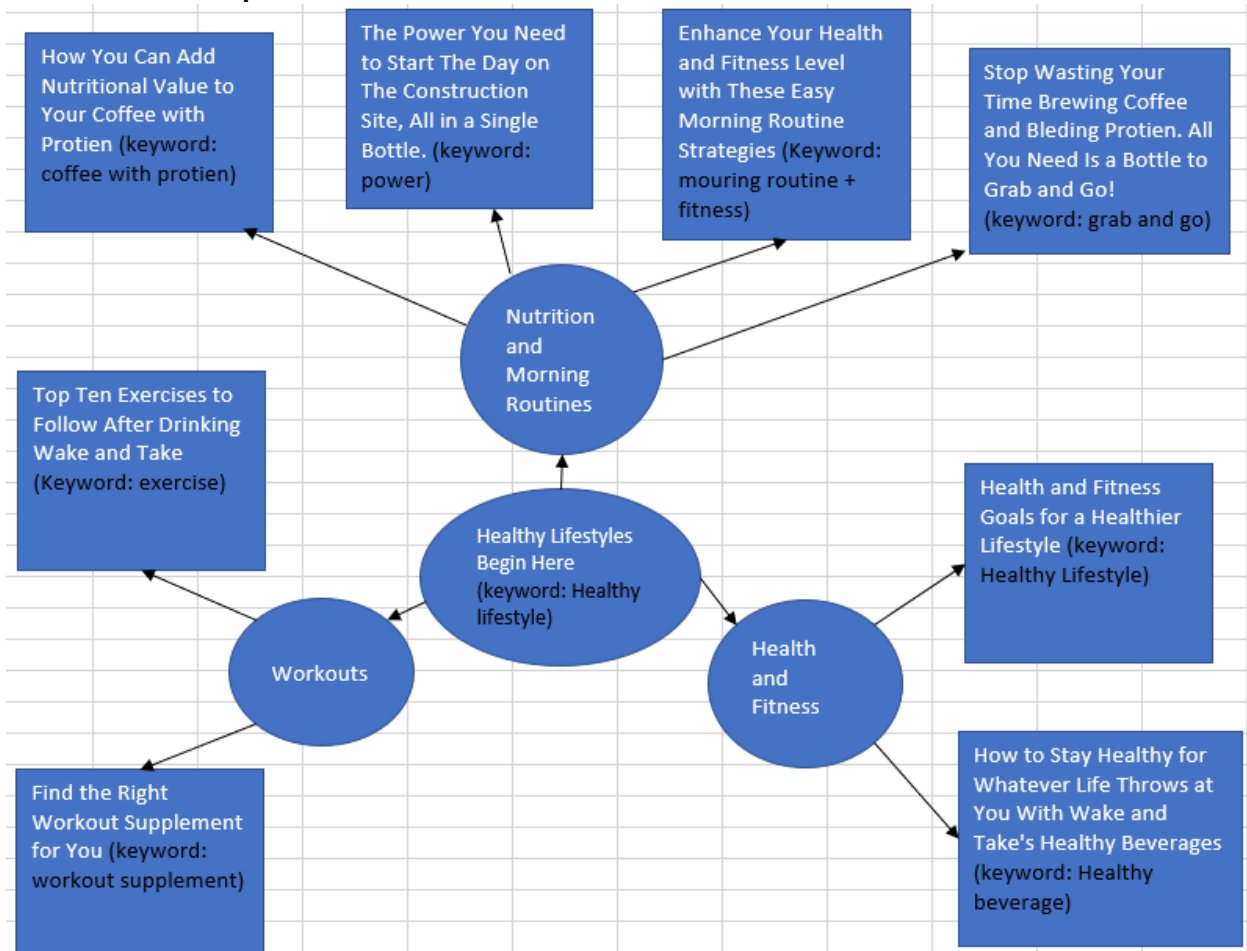 How You Can Add
Nutritional Value to
Your Coffee with
Protien (keyword:
coffee with protien)
The Power You Need
to Start The Day on
The Construction
Site, All in a Single
Bottle. (keyword:
power)
Enhance Your Health
and Fitness Level
with These Easy
Morning Routine
Strategies (Keyword:
mouring routine +
fitness)
Stop Wasting Your
Time Brewing Coffee
and Bleding Protien. All
You Need Is a Bottle to
Grab and Go!
(keyword: grab and go)
Nutrition
and
Morning
Routines
Top Ten Exercises to
Follow After Drinking
Wake and Take
(Keyword: exercise)
Healthy Lifestyles
Begin Here
(keyword: Healthy
lifestyle)
Health and Fitness
Goals for a Healthier
Lifestyle (keyword:
Healthy Lifestyle)
Workouts
Health
and
Fitness
Find the Right
Workout Supplement
for You (keyword:
workout supplement)
How to Stay Healthy for
Whatever Life Throws at
You With Wake and
Take's Healthy Beverages
(keyword: Healthy
beverage)